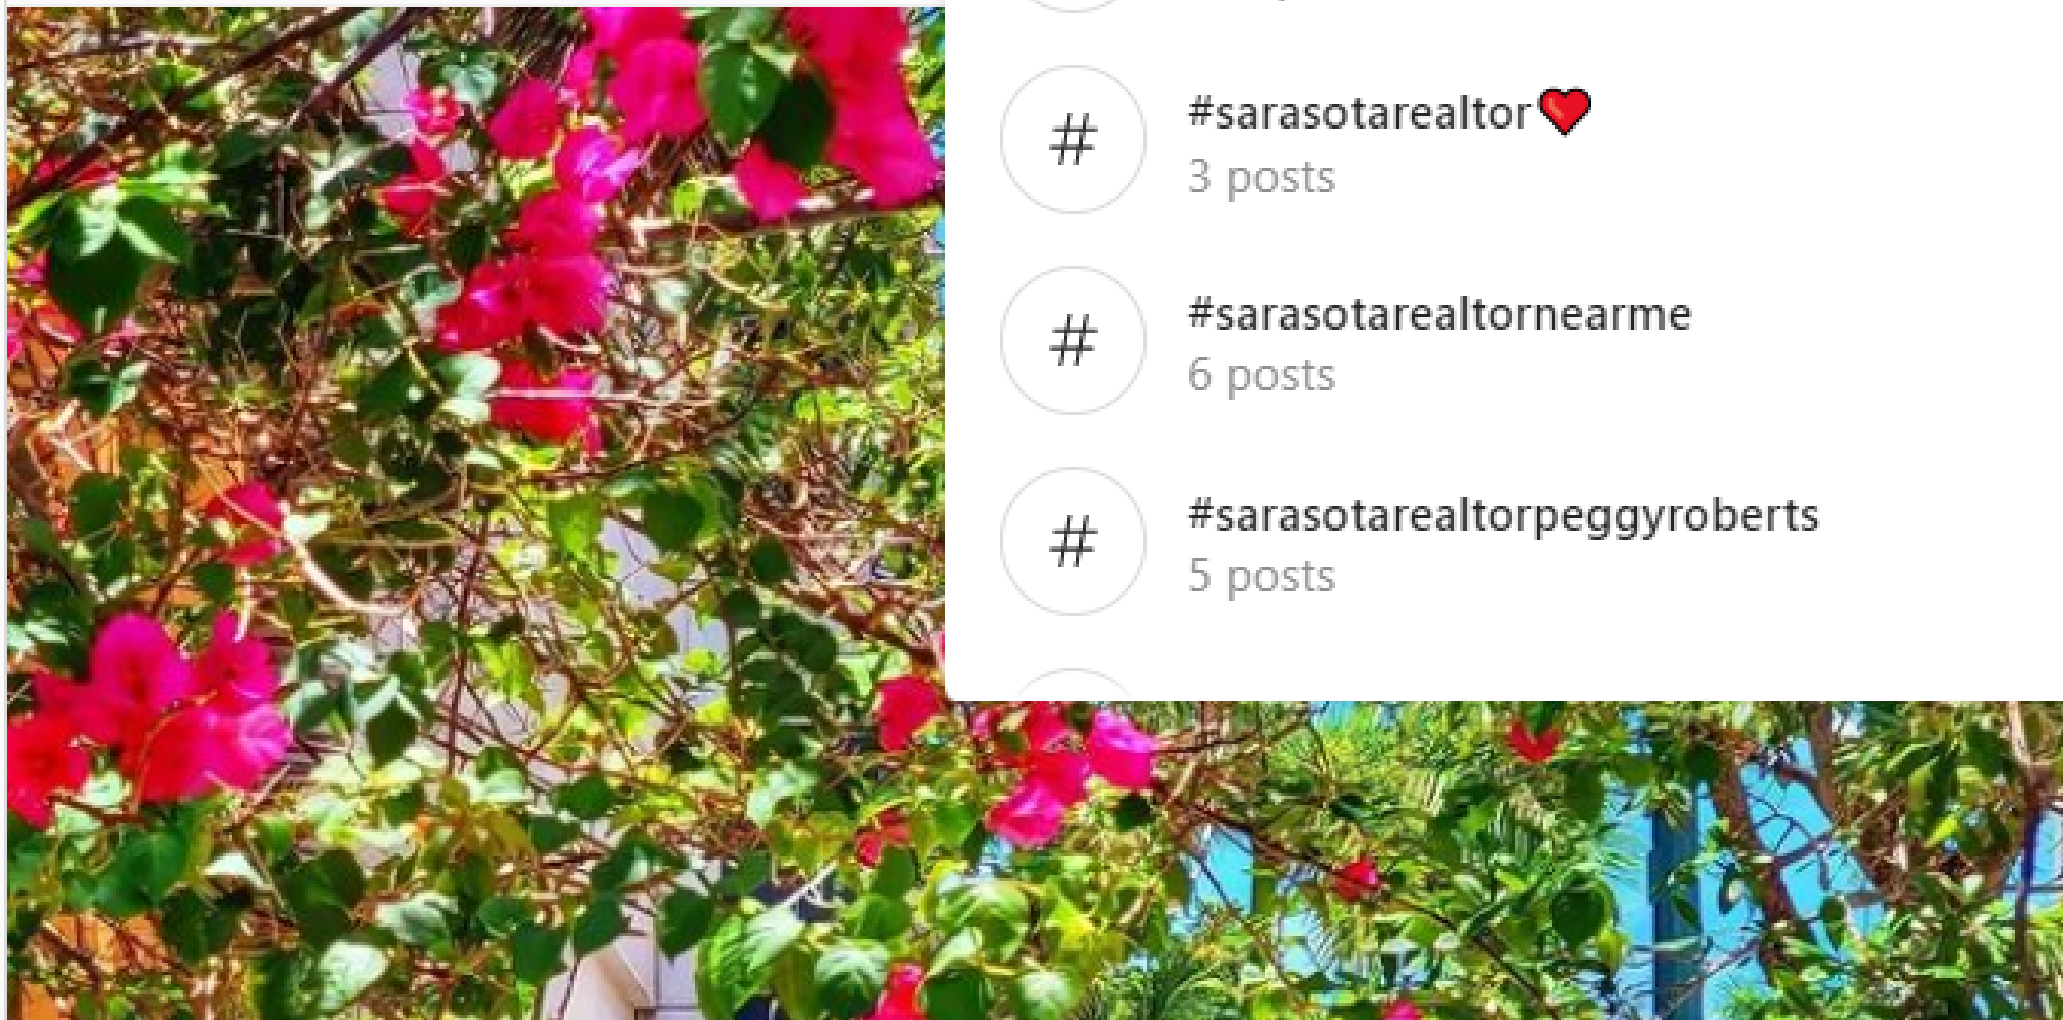 #sarasotarealtor❤️
3 posts
#sarasotarealtornearme
6 posts
#sarasotarealtorpeggyroberts
5 posts